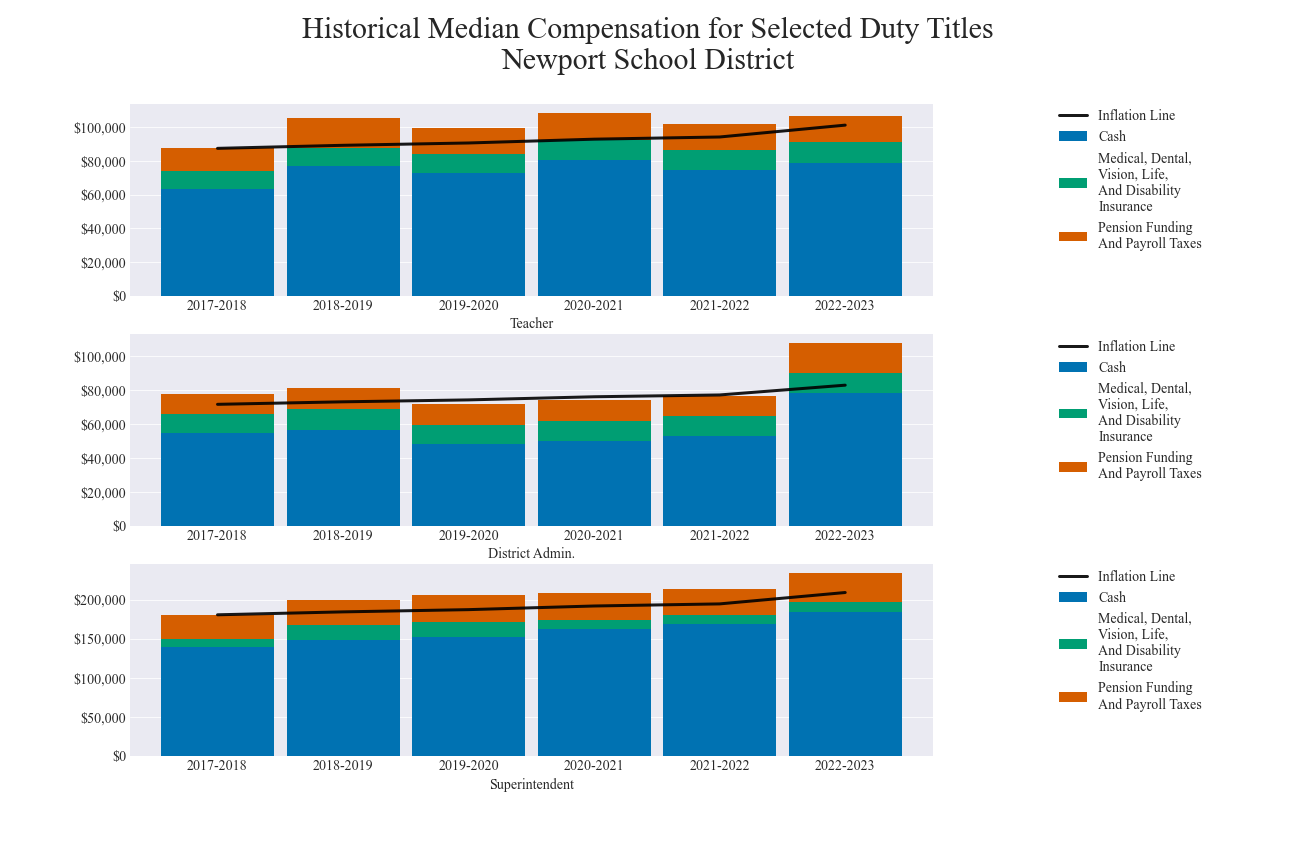 Historical Median Compensation for Selected Duty Titles
Newport School District
$100,000
$80,000
$60,000
$40,000
$20,000
$0
2017-2018 2018-2019 2019-2020 2020-2021 2021-2022 2022-2023
Teacher
Inflation Line
Cash
Medical, Dental,
Vision, Life,
And Disability
Insurance
Pension Funding
And Payroll Taxes
$100,000
$80,000
$60,000
$40,000
$20,000
$0
2017-2018 2018-2019 2019-2020 2020-2021 2021-2022 2022-2023
District Admin.
Inflation Line
Cash
Medical, Dental,
Vision, Life,
And Disability
Insurance
Pension Funding
And Payroll Taxes
$200,000
$150,000
$100,000
$50,000
$0
2017-2018 2018-2019 2019-2020 2020-2021 2021-2022 2022-2023
Superintendent
Inflation Line
Cash
Medical, Dental,
Vision, Life,
And Disability
Insurance
Pension Funding
And Payroll Taxes